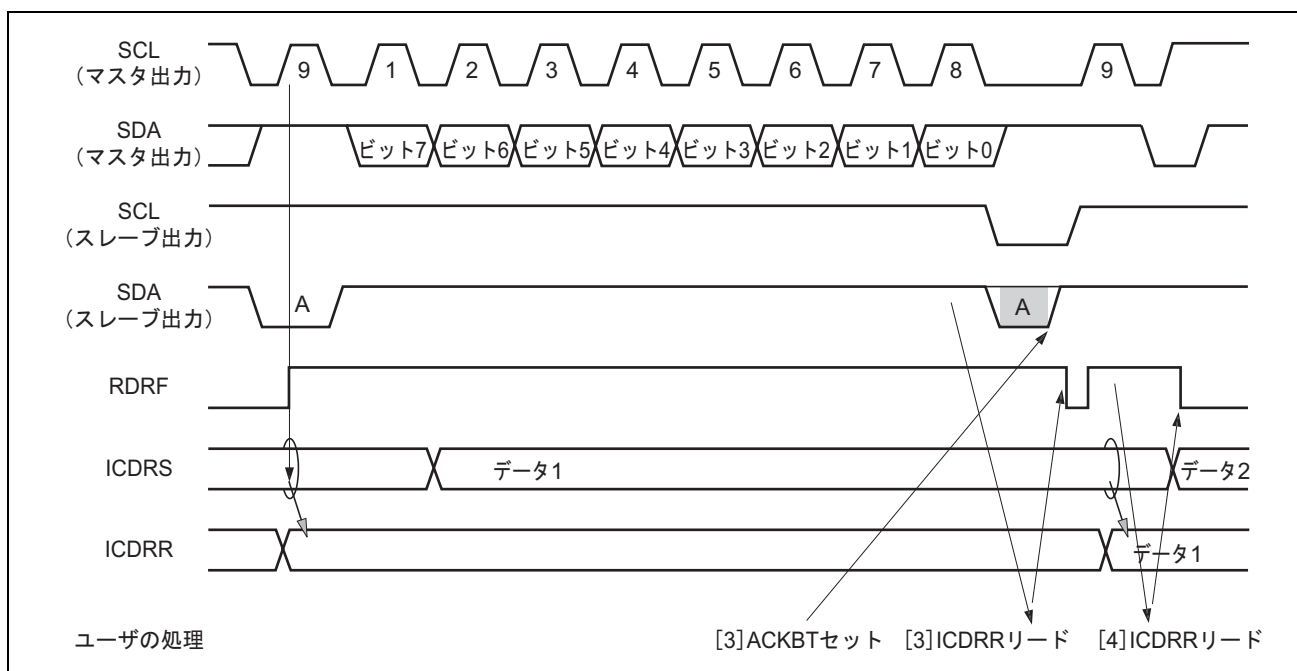 SCL
（マスタ出力）
9 1 2 3 4 5 6 7 8 9
SDA
（マスタ出力）
ビット7 ビット6 ビット5 ビット4 ビット3 ビット2 ビット1 ビット0
SCL
（スレーブ出力）
SDA
（スレーブ出力）
A A
RDRF
ICDRS
データ1 データ2
ICDRR
データ1
ユーザの処理 [3]ACKBTセット [3]ICDRRリード [4]ICDRRリード